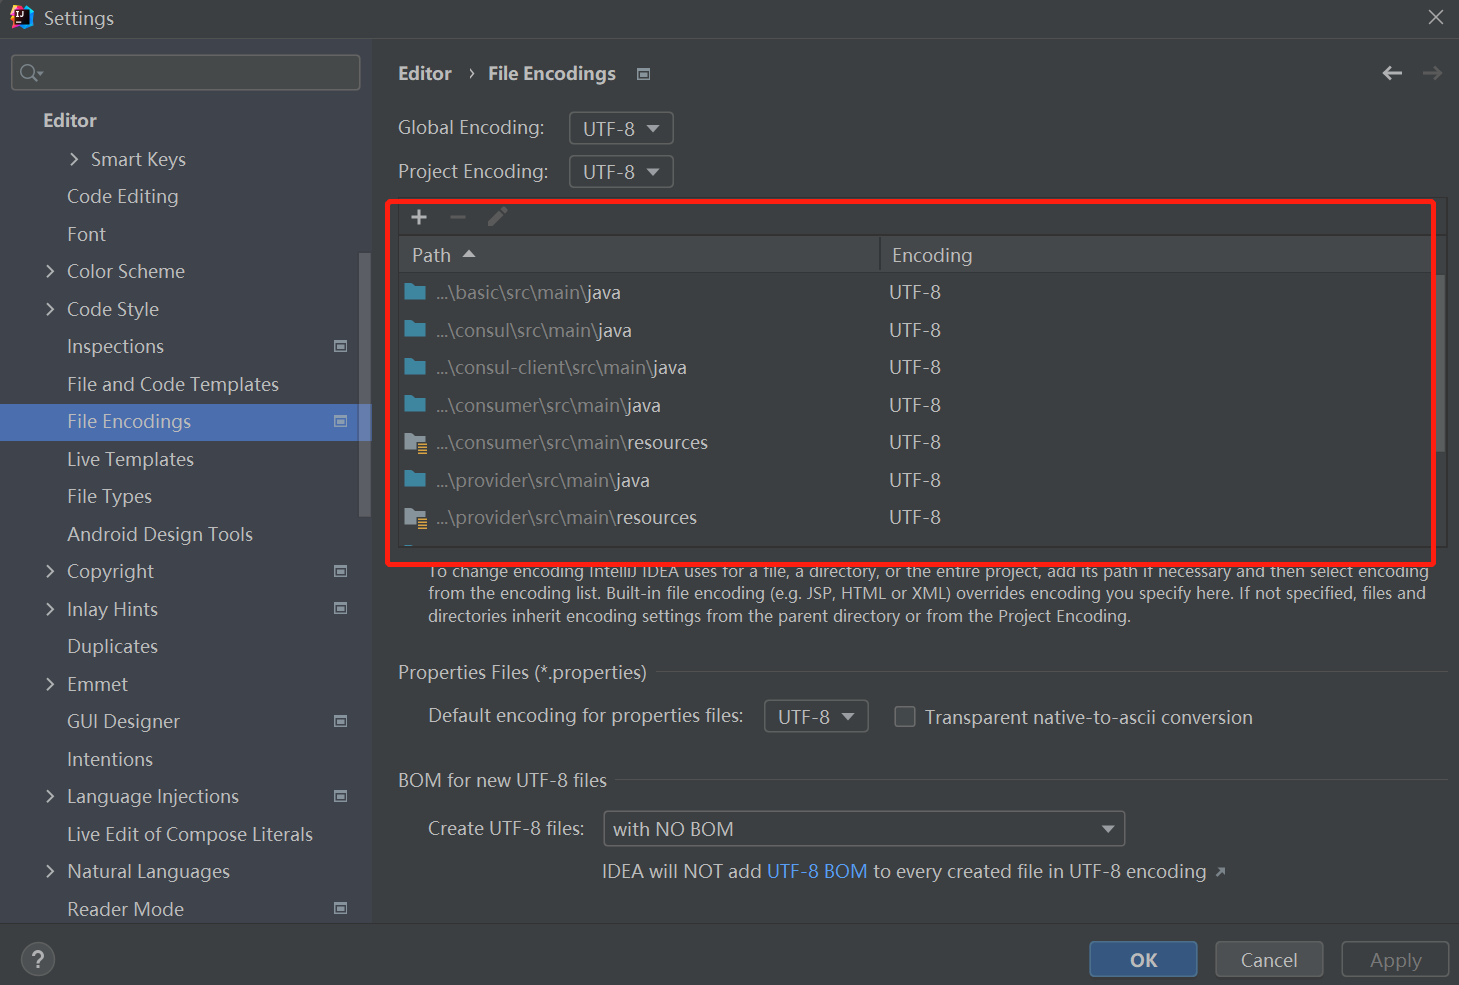 Settings
Editor
Smart Keys
Code Editing
Font
Color Scheme
Code Style
Inspections
File and Code Templates
File Encodings
Live Templates
File Types
Android Design Tools
Copyright
Inlay Hints
Duplicates
Emmet
GUI Designer
Intentions
Language Injections
Live Edit of Compose Literals
Natural Languages
Reader Mode
Editor › File Encodings
Global Encoding: UTF-8
Project Encoding: UTF-8
Path Encoding
...\basic\src\main\java UTF-8
...\consul\src\main\java UTF-8
...\consul-client\src\main\java UTF-8
...\consumer\src\main\java UTF-8
...\consumer\src\main\resources UTF-8
...\provider\src\main\java UTF-8
...\provider\src\main\resources UTF-8
To change encoding IntelliJ IDEA uses for a file, a directory, or the entire project, add its path if necessary and then select encoding
from the encoding list. Built-in file encoding (e.g. JSP, HTML or XML) overrides encoding you specify here. If not specified, files and
directories inherit encoding settings from the parent directory or from the Project Encoding.
Properties Files (*.properties)
Default encoding for properties files: UTF-8 Transparent native-to-ascii conversion
BOM for new UTF-8 files
Create UTF-8 files: with NO BOM
IDEA will NOT add UTF-8 BOM to every created file in UTF-8 encoding
? OK Cancel Apply